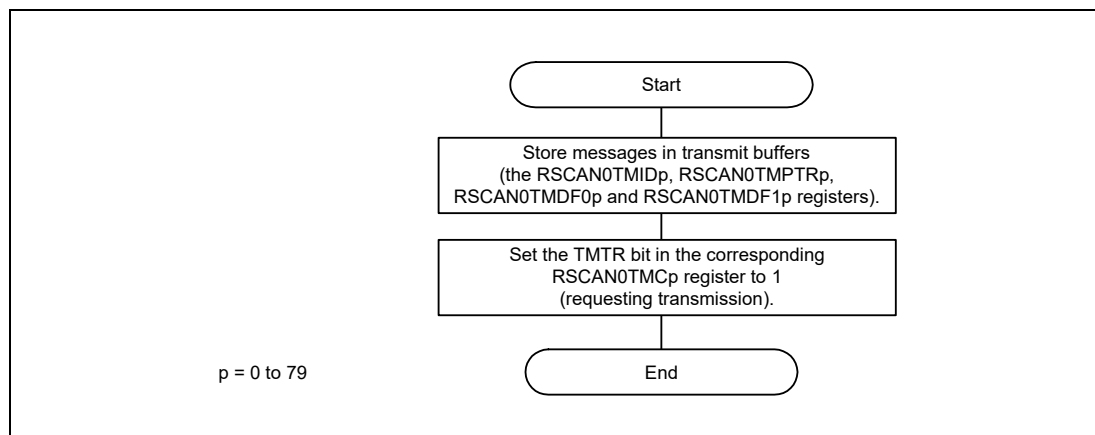 Start
Store messages in transmit buffers
(the RSCAN0TMIDp, RSCAN0TMPTRp,
RSCAN0TMDF0p and RSCAN0TMDF1p registers).
Set the TMTR bit in the corresponding
RSCAN0TMCp register to 1
(requesting transmission).
p = 0 to 79
End